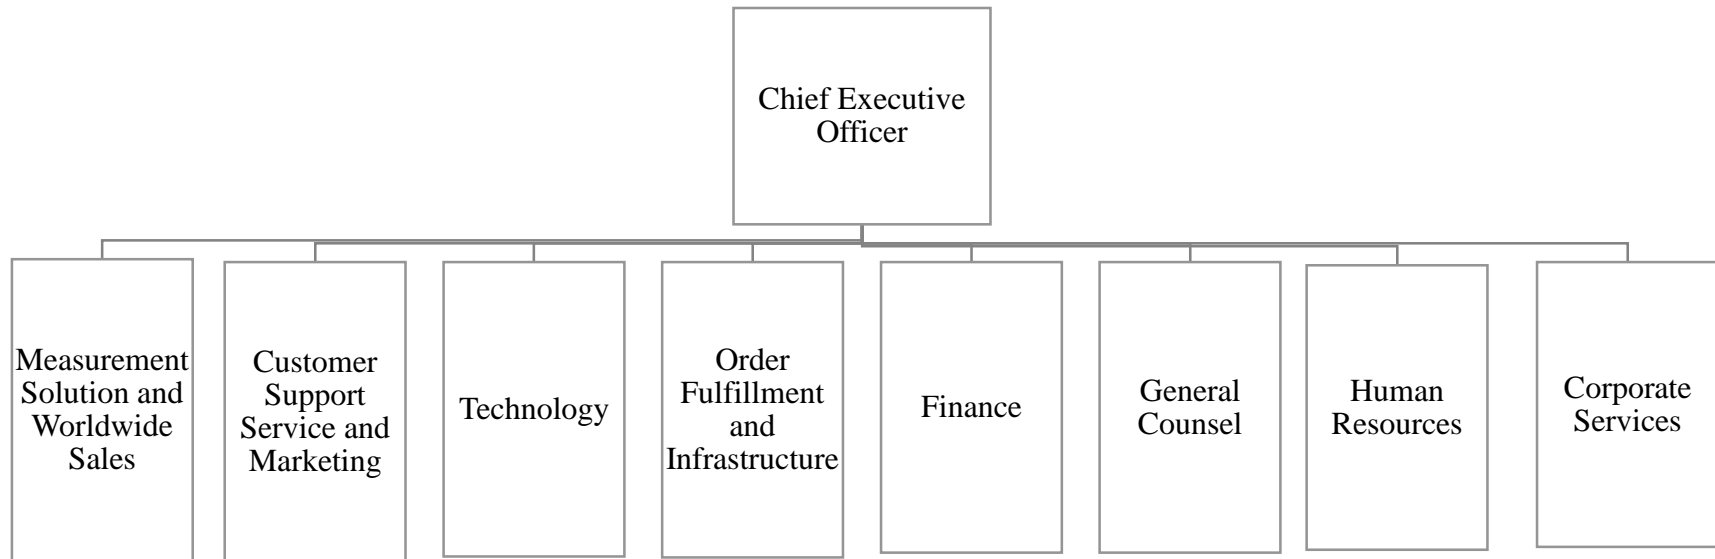 Chief Executive
Officer
Measurement
Solution and
Worldwide
Sales
Customer
Support
Service and
Marketing
Technology
Order
Fulfillment
and
Infrastructure
Finance
General
Counsel
Human
Resources
Corporate
Services